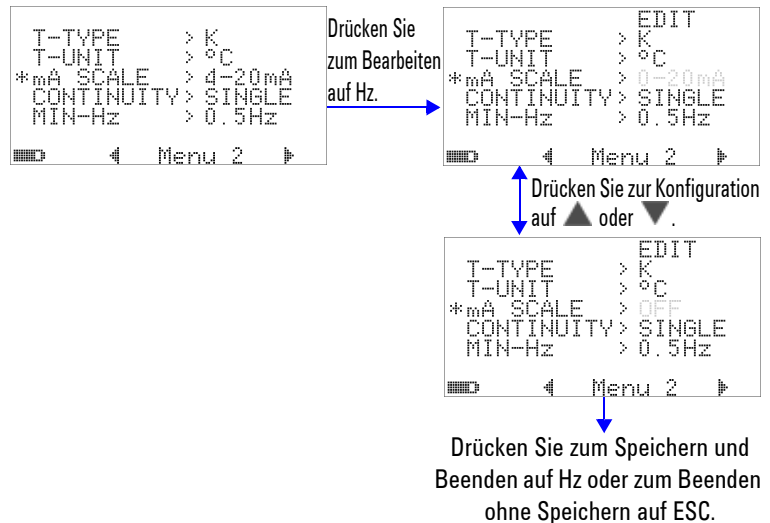 T-TYPE > K
T-UNIT > °C
*mA SCALE > 4-20mA
CONTINUITY> SINGLE
MIN-Hz > 0.5Hz
Menu 2
Drücken Sie
zum Bearbeiten
auf Hz.
EDIT
T-TYPE > K
T-UNIT > °C
*mA SCALE > 0-20mA
CONTINUITY> SINGLE
MIN-Hz > 0.5Hz
Menu 2
Drücken Sie zur Konfiguration
auf ▲ oder ▼.
EDIT
T-TYPE > K
T-UNIT > °C
*mA SCALE > OFF
CONTINUITY> SINGLE
MIN-Hz > 0.5Hz
Menu 2
Drücken Sie zum Speichern und
Beenden auf Hz oder zum Beenden
ohne Speichern auf ESC.